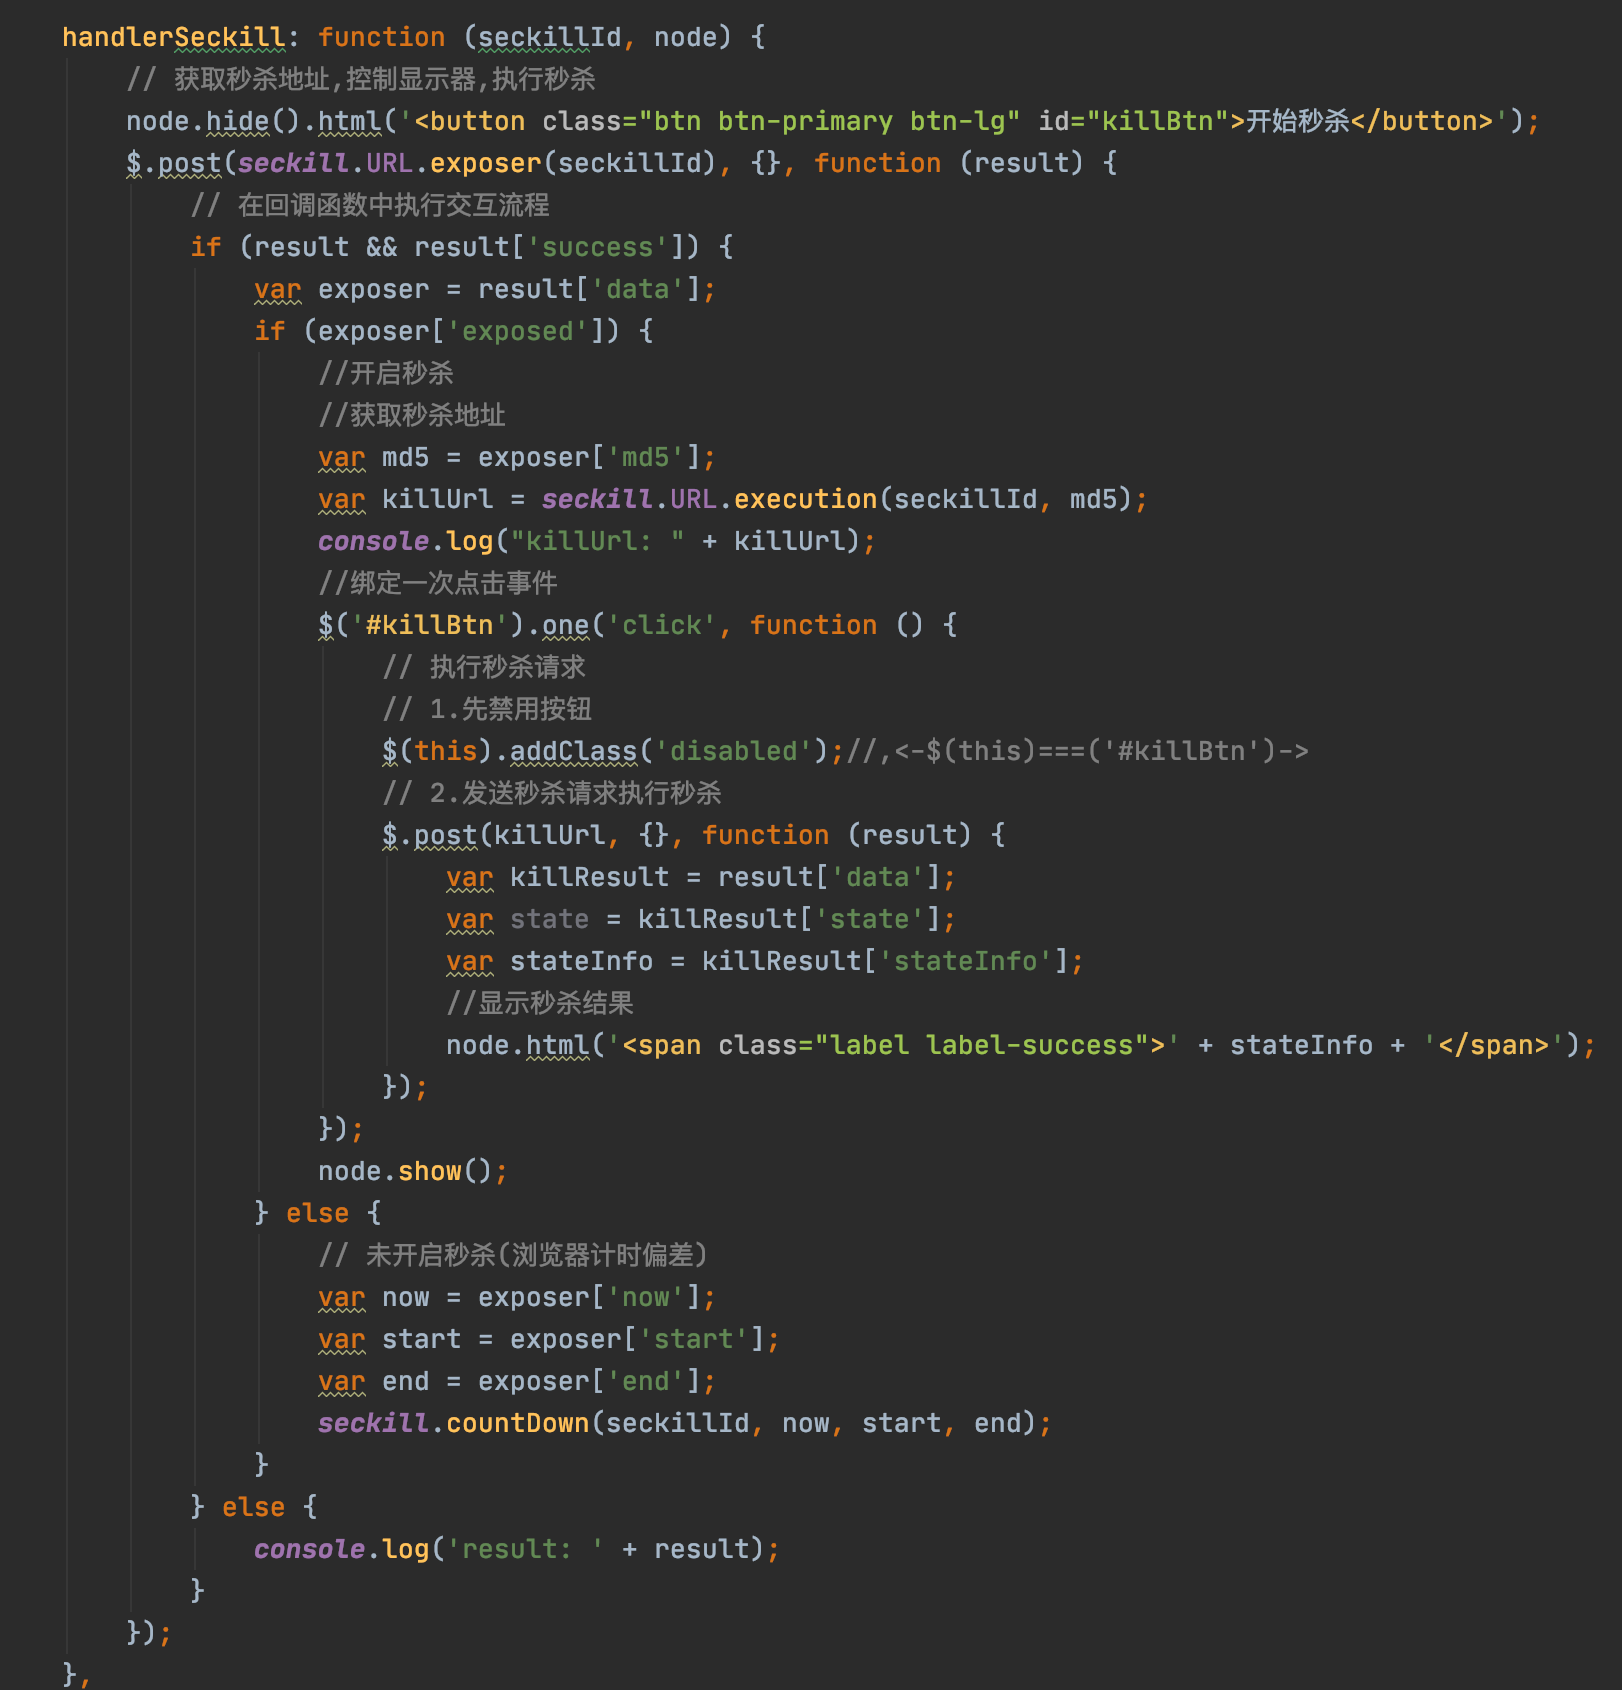 handlerSeckill: function (seckillId, node) {
// 获取秒杀地址,控制显示器,执行秒杀
node.hide().html('<button class="btn btn-primary btn-lg" id="killBtn">开始秒杀</button>');
$.post(seckill.URL.exposer(seckillId), {}, function (result) {
// 在回调函数中执行交互流程
if (result && result['success']) {
var exposer = result['data'];
if (exposer['exposed']) {
//开启秒杀
//获取秒杀地址
var md5 = exposer['md5'];
var killUrl = seckill.URL.execution(seckillId, md5);
console.log("killUrl: " + killUrl);
//绑定一次点击事件
$('#killBtn').one('click', function () {
// 执行秒杀请求
// 1.先禁用按钮
$(this).addClass('disabled');//,<-$(this)===('#killBtn')->
// 2.发送秒杀请求执行秒杀
$.post(killUrl, {}, function (result) {
var killResult = result['data'];
var state = killResult['state'];
var stateInfo = killResult['stateInfo'];
//显示秒杀结果
node.html('<span class="label label-success">' + stateInfo + '</span>');
});
});
node.show();
} else {
// 未开启秒杀(浏览器计时偏差)
var now = exposer['now'];
var start = exposer['start'];
var end = exposer['end'];
seckill.countDown(seckillId, now, start, end);
}
} else {
console.log('result: ' + result);
}
});
},